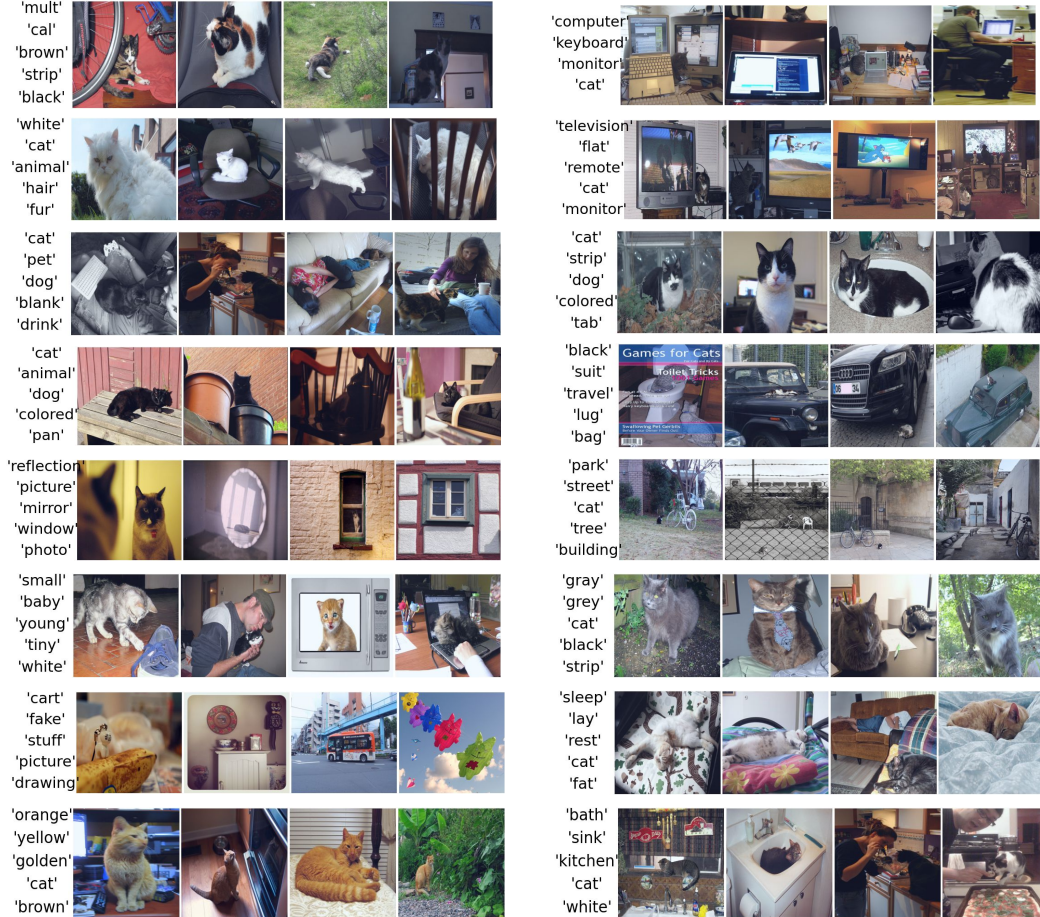 'mult'
'cal'
'brown'
'strip'
'black'
'white'
'cat'
'animal'
'hair'
'fur'
'cat'
'pet'
'dog'
'blank'
'drink'
'cat'
'animal'
'dog'
'colored'
'pan'
'reflection'
'picture'
'mirror'
'window'
'photo'
'small'
'baby'
'young'
'tiny'
'white'
'cart'
'fake'
'stuff'
'picture'
'drawing'
'orange'
'yellow'
'golden'
'cat'
'brown'
'computer'
'keyboard'
'monitor'
'cat'
'television'
'flat'
'remote'
'cat'
'monitor'
'cat'
'strip'
'dog'
'colored'
'tab'
'black'
'suit'
'travel'
'lug'
'bag'
Games for Cats
Toilet Tricks
Swallowing Pet Gerbils
'park'
'street'
'cat'
'tree'
'building'
'gray'
'grey'
'cat'
'black'
'strip'
'sleep'
'lay'
'rest'
'cat'
'fat'
'bath'
'sink'
'kitchen'
'cat'
'white'